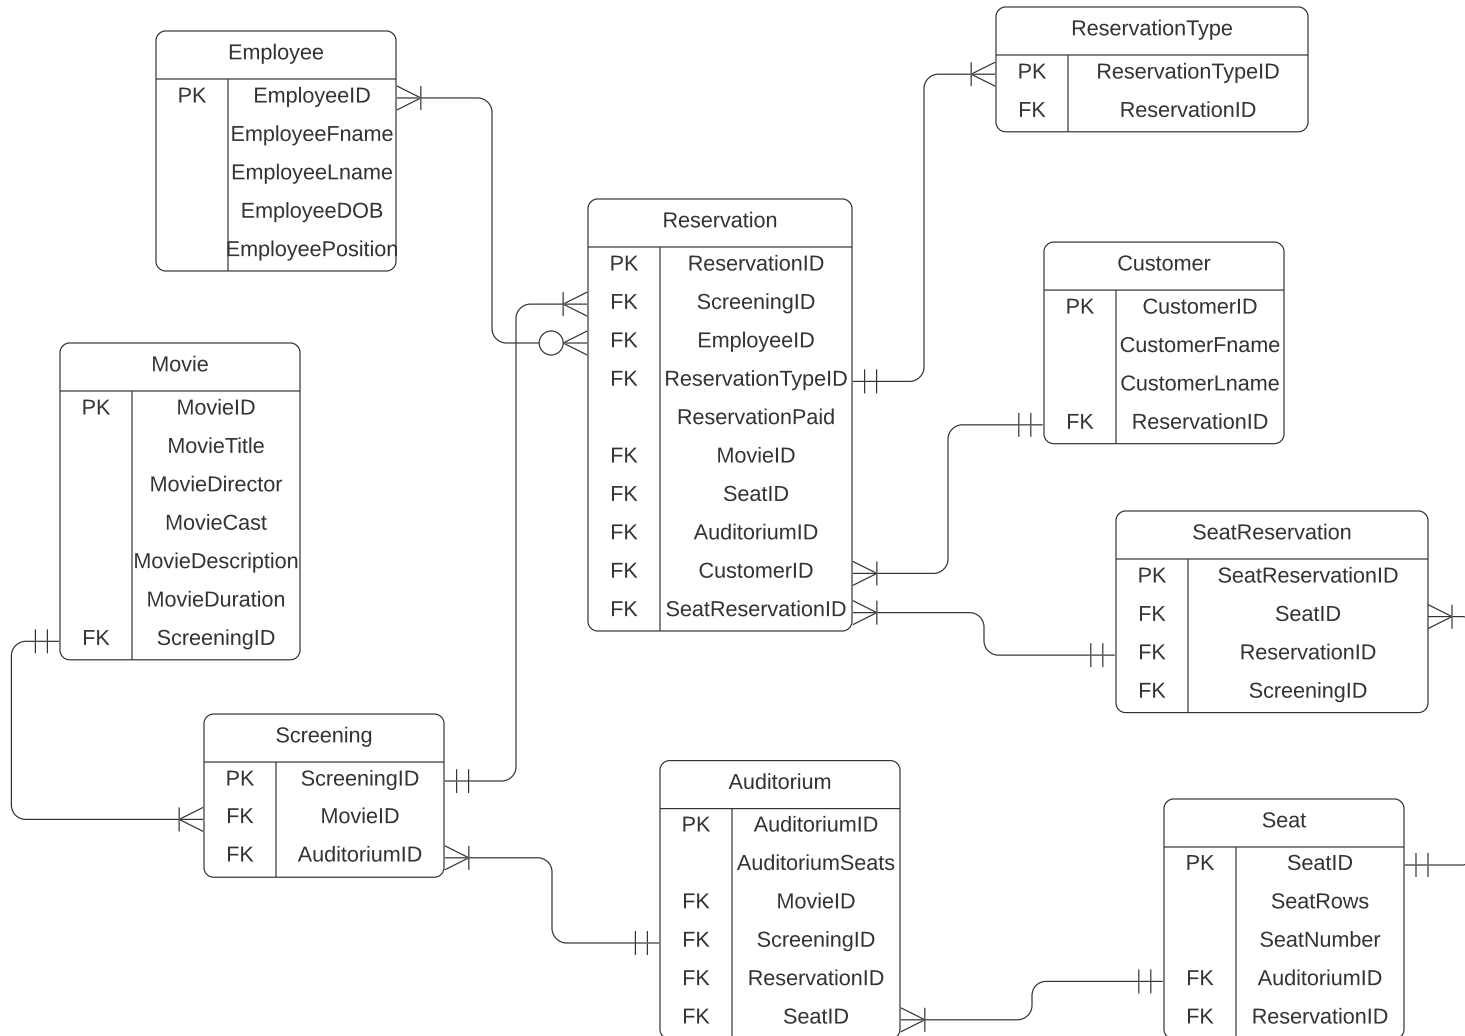 Employee
PK EmployeeID
EmployeeFname
EmployeeLname
EmployeeDOB
EmployeePosition
ReservationType
PK ReservationTypeID
FK ReservationID
Reservation
PK ReservationID
FK ScreeningID
FK EmployeeID
FK ReservationTypeID
ReservationPaid
FK MovieID
FK SeatID
FK AuditoriumID
FK CustomerID
FK SeatReservationID
Customer
PK CustomerID
CustomerFname
CustomerLname
FK ReservationID
Movie
PK MovieID
MovieTitle
MovieDirector
MovieCast
MovieDescription
MovieDuration
FK ScreeningID
SeatReservation
PK SeatReservationID
FK SeatID
FK ReservationID
FK ScreeningID
Screening
PK ScreeningID
FK MovieID
FK AuditoriumID
Auditorium
PK AuditoriumID
AuditoriumSeats
FK MovieID
FK ScreeningID
FK ReservationID
FK SeatID
Seat
PK SeatID
SeatRows
SeatNumber
FK AuditoriumID
FK ReservationID